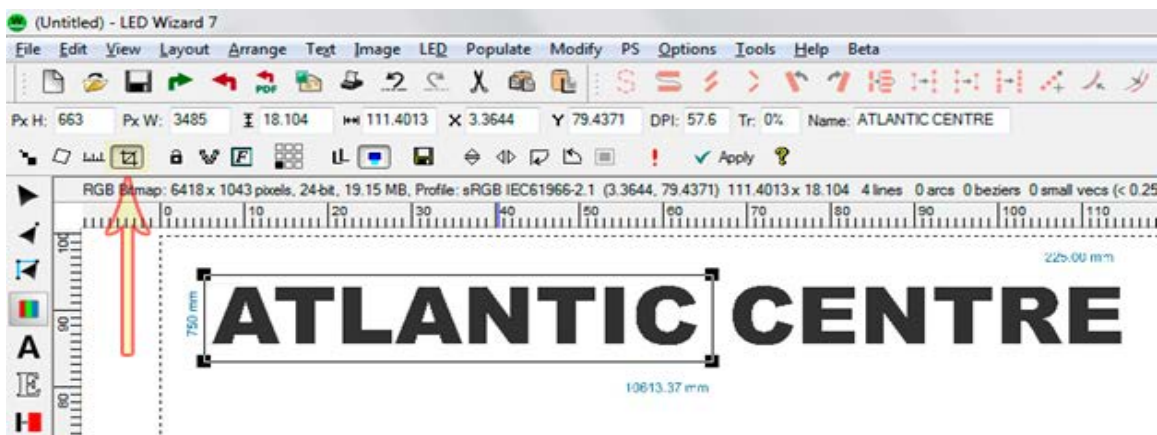 (Untitled) - LED Wizard 7
File Edit View Layout Arrange Text Image LED Populate Modify PS Options Tools Help Beta
PDF
Px H: 663 Px W: 3485 18.104 111.4013 X 3.3644 Y 79.4371 DPI: 57.6 Tr: 0% Name: ATLANTIC CENTRE
F Apply
RGB Bitmap: 6418 x 1043 pixels, 24-bit, 19.15 MB, Profile: sRGB IEC61966-2.1 (3.3644, 79.4371) 111.4013 x 18.104 4 lines 0 arcs 0 beziers 0 small vecs (< 0.25
0 10 20 30 40 50 60 70 80 90 100 110
100
225.00 mm
750 mm
ATLANTIC CENTRE
90
A
10613.37 mm
E
80